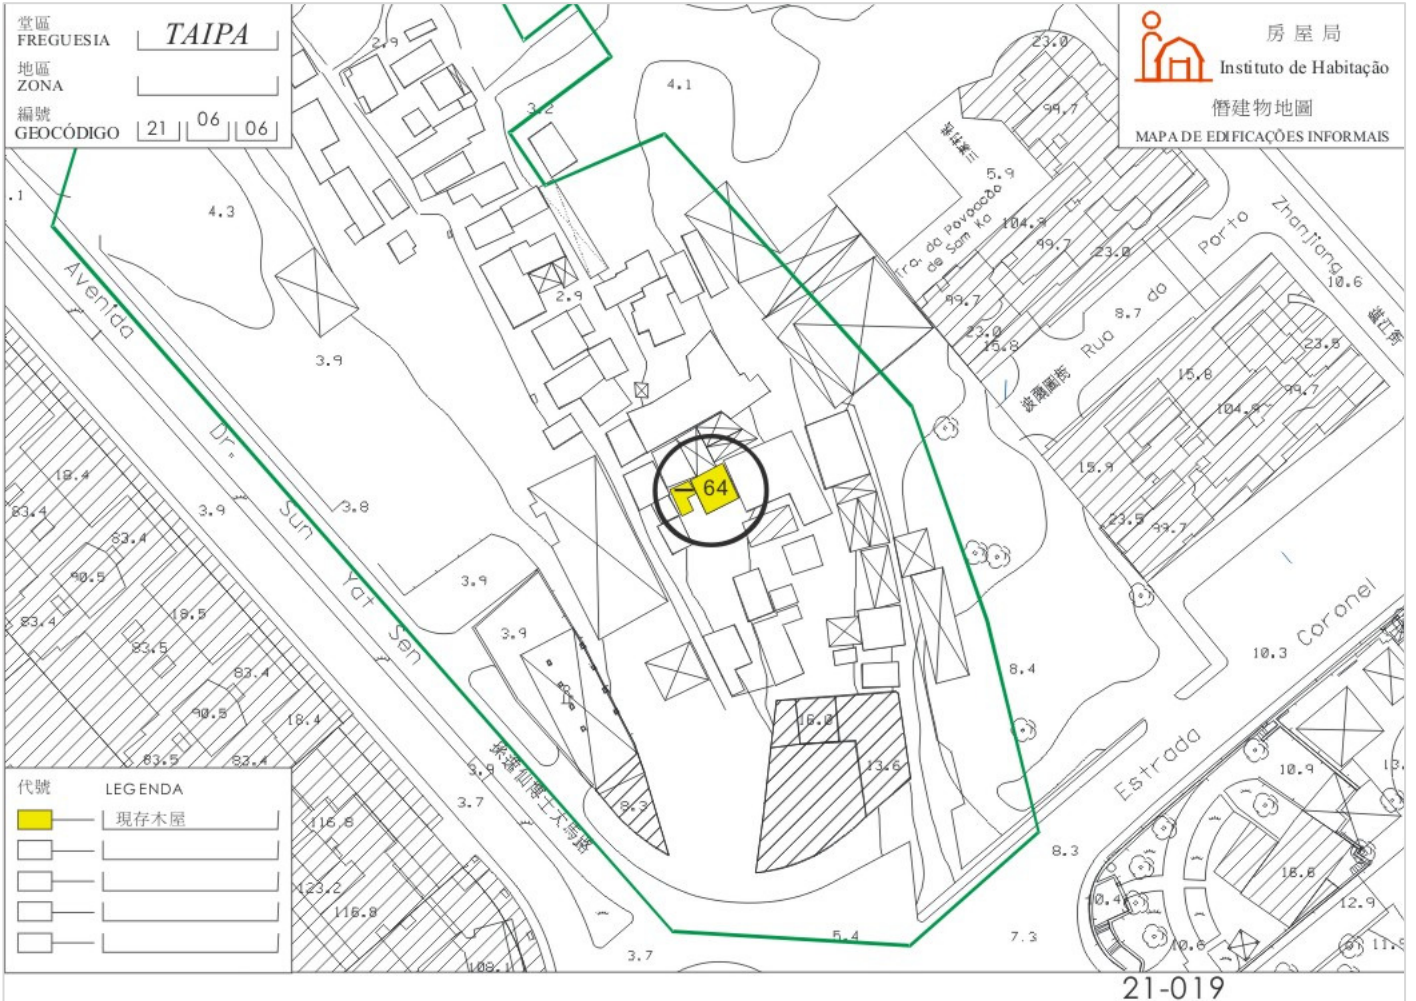 堂區
FREGUESIA
TAIPA
地區
ZONA
編號
GEOCÓDIGO
21 06 06
房屋局
Instituto de Habitação
僭建物地圖
MAPA DE EDIFICAÇÕES INFORMAIS
2.9
3.2
4.1
23.0
99.7
5.9
Tra. da Povoação
de Sam Ka
104.9
99.7
23.0
99.7
23.0
15.8
Rua do Porto
8.7
波爾圖街
Zhanjiang
10.6
湛江街
23.5
15.8
99.7
104.9
15.9
23.5
99.7
.1
4.3
Avenida Dr. Sun Yat Sen
孫逸仙博士大馬路
3.9
2.9
64
3.8
3.9
18.4
83.4
83.4
90.5
83.4
18.5
83.5
83.4
90.5
18.4
83.5
83.4
3.9
3.9
3.9
3.7
8.3
16.0
13.6
8.4
10.3
Estrada Coronel
10.9
13.
8.3
16.6
12.9
10.4
10.6
11.9
7.3
5.4
3.7
116.8
123.2
116.8
108.1
代號
LEGENDA
現存木屋
21-019